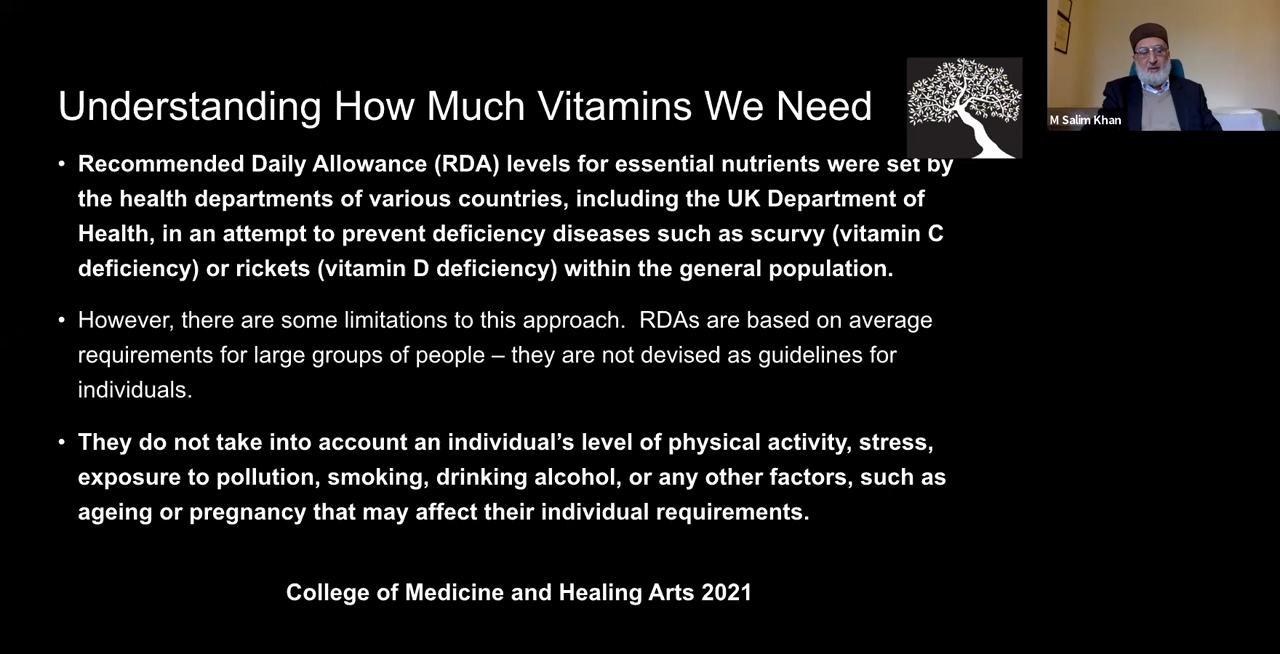 Understanding How Much Vitamins We Need
M Salim Khan
• Recommended Daily Allowance (RDA) levels for essential nutrients were set by
the health departments of various countries, including the UK Department of
Health, in an attempt to prevent deficiency diseases such as scurvy (vitamin C
deficiency) or rickets (vitamin D deficiency) within the general population.
• However, there are some limitations to this approach.  RDAs are based on average
requirements for large groups of people – they are not devised as guidelines for
individuals.
• They do not take into account an individual’s level of physical activity, stress,
exposure to pollution, smoking, drinking alcohol, or any other factors, such as
ageing or pregnancy that may affect their individual requirements.
College of Medicine and Healing Arts 2021